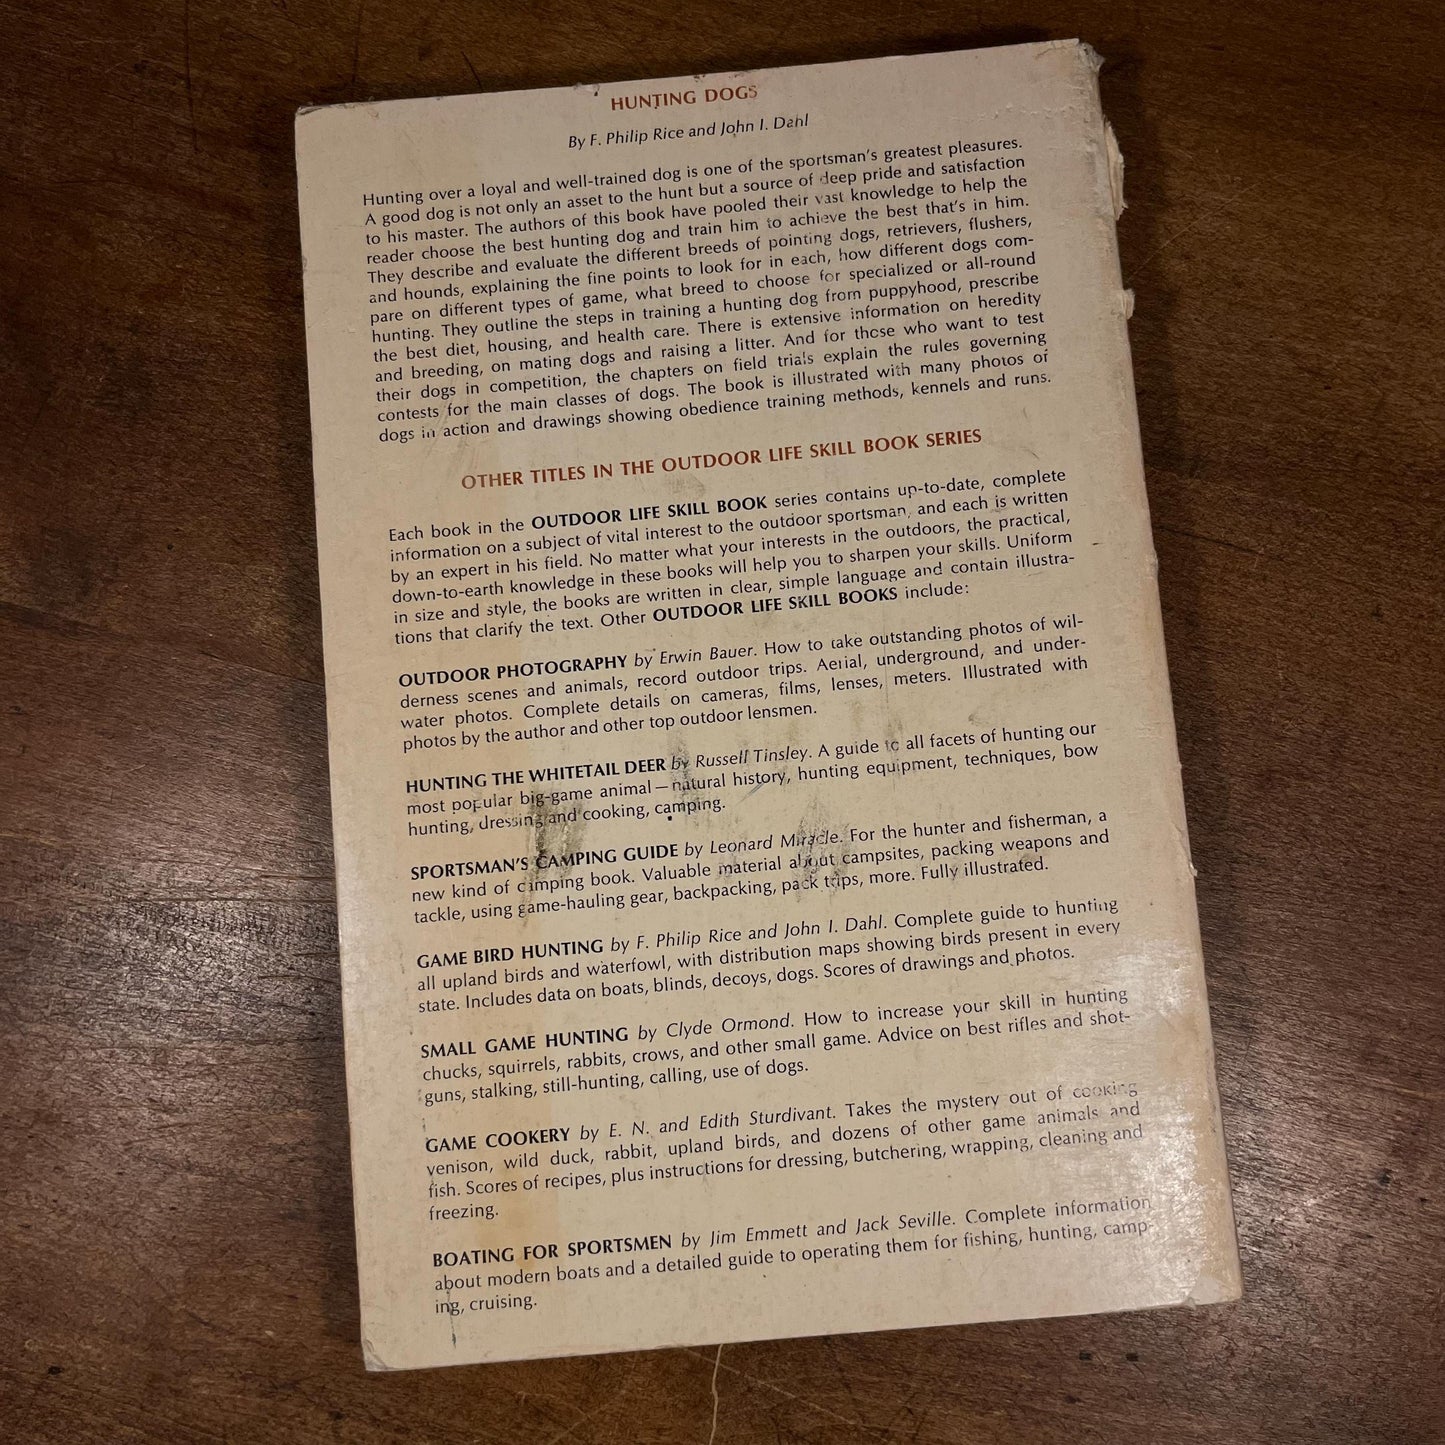 HUNTING DOGS
By F. Philip Rice and John I. Dahl
Hunting over a loyal and well-trained dog is one of the sportsman's greatest pleasures.
A good dog is not only an asset to the hunt but a source of deep pride and satisfaction
to his master. The authors of this book have pooled their vast knowledge to help the
reader choose the best hunting dog and train him to achieve the best that's in him.
They describe and evaluate the different breeds of pointing dogs, retrievers, flushers,
and hounds, explaining the fine points to look for in each, how different dogs com-
pare on different types of game, what breed to choose for specialized or all-round
hunting. They outline the steps in training a hunting dog from puppyhood, prescribe
the best diet, housing, and health care. There is extensive information on heredity
and breeding, on mating dogs and raising a litter. And for those who want to test
their dogs in competition, the chapters on field trials explain the rules governing
contests for the main classes of dogs. The book is illustrated with many photos of
dogs in action and drawings showing obedience training methods, kennels and runs.
OTHER TITLES IN THE OUTDOOR LIFE SKILL BOOK SERIES
Each book in the OUTDOOR LIFE SKILL BOOK series contains up-to-date, complete
information on a subject of vital interest to the outdoor sportsman, and each is written
by an expert in his field. No matter what your interests in the outdoors, the practical,
down-to-earth knowledge in these books will help you to sharpen your skills. Uniform
in size and style, the books are written in clear, simple language and contain illustra-
tions that clarify the text. Other OUTDOOR LIFE SKILL BOOKS include:
OUTDOOR PHOTOGRAPHY by Erwin Bauer. How to take outstanding photos of wil-
derness scenes and animals, record outdoor trips. Aerial, underground, and under-
water photos. Complete details on cameras, films, lenses, meters. Illustrated with
photos by the author and other top outdoor lensmen.
HUNTING THE WHITETAIL DEER by Russell Tinsley. A guide to all facets of hunting our
most popular big-game animal—natural history, hunting equipment, techniques, bow
hunting, dressing and cooking, camping.
SPORTSMAN'S CAMPING GUIDE by Leonard Miracle. For the hunter and fisherman, a
new kind of camping book. Valuable material about campsites, packing weapons and
tackle, using game-hauling gear, backpacking, pack trips, more. Fully illustrated.
GAME BIRD HUNTING by F. Philip Rice and John I. Dahl. Complete guide to hunting
all upland birds and waterfowl, with distribution maps showing birds present in every
state. Includes data on boats, blinds, decoys, dogs. Scores of drawings and photos.
SMALL GAME HUNTING by Clyde Ormond. How to increase your skill in hunting
chucks, squirrels, rabbits, crows, and other small game. Advice on best rifles and shot-
guns, stalking, still-hunting, calling, use of dogs.
GAME COOKERY by E. N. and Edith Sturdivant. Takes the mystery out of cooking
venison, wild duck, rabbit, upland birds, and dozens of other game animals and
fish. Scores of recipes, plus instructions for dressing, butchering, wrapping, cleaning and
freezing.
BOATING FOR SPORTSMEN by Jim Emmett and Jack Seville. Complete information
about modern boats and a detailed guide to operating them for fishing, hunting, camp-
ing, cruising.